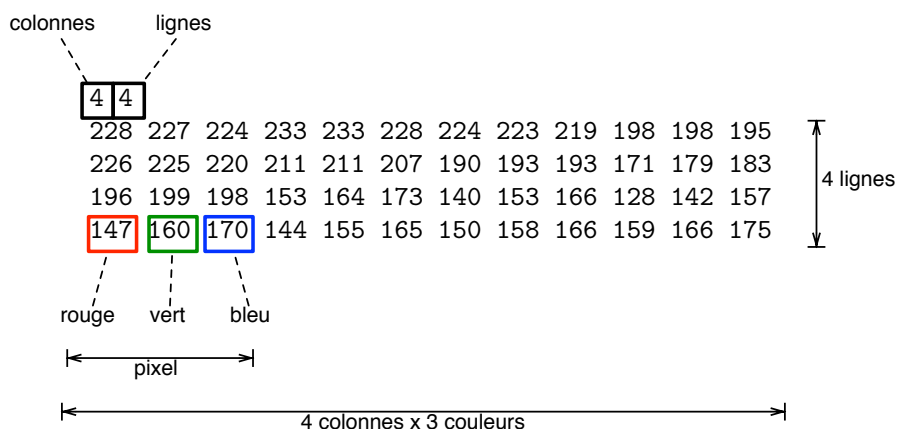 colonnes lignes
4 4
228 227 224 233 233 228 224 223 219 198 198 195
226 225 220 211 211 207 190 193 193 171 179 183
4 lignes
196 199 198 153 164 173 140 153 166 128 142 157
147 160 170 144 155 165 150 158 166 159 166 175
rouge vert bleu
pixel
4 colonnes x 3 couleurs